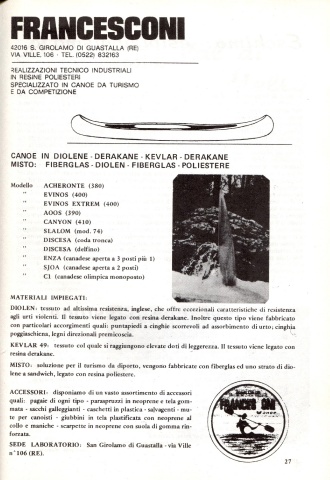 FRANCESCONI
42016 S. GIROLAMO DI GUASTALLA (RE)
VIA VILLE, 106 - TEL. (0522) 832163
REALIZZAZIONI TECNICO INDUSTRIALI
IN RESINE POLIESTERI
SPECIALIZZATO IN CANOE DA TURISMO
E DA COMPETIZIONE
CANOE IN DIOLENE - DERAKANE - KEVLAR - DERAKANE
MISTO: FIBERGLAS - DIOLEN - FIBERGLAS - POLIESTERE
Modello ACHERONTE (380)
" EVINOS (400)
" EVINOS EXTREM (400)
" AOOS (390)
" CANYON (410)
" SLALOM (mod. 74)
" DISCESA (coda tronca)
" DISCESA (delfino)
" ENZA (canadese aperta a 3 posti più 1)
" SJOA (canadese aperta a 2 posti)
" C1 (canadese olimpica monoposto)
MATERIALI IMPIEGATI:
DIOLEN: tessuto ad altissima resistenza, inglese, che offre eccezionali caratteristiche di resistenza
agli urti violenti. Il tessuto viene legato con resina derakane. Inoltre questo tipo viene fabbricato
con particolari accorgimenti quali: puntapiedi a cinghie scorrevoli ad assorbimento di urto; cinghia
poggischiena, legni direzionali premicoscia.
KEVLAR 49: tessuto col quale si raggiungono elevate doti di leggerezza. Il tessuto viene legato con
resina derakane.
MISTO: soluzione per il turismo da diporto, vengono fabbricate con fiberglas ed uno strato di dio-
lene a sandwich, legato con resina poliestere.
ACCESSORI: disponiamo di un vasto assortimento di accessori
quali: pagaie di ogni tipo - paraspruzzi in neoprene e tela gom-
mata - sacchi galleggianti - caschetti in plastica - salvagenti - mu-
te per canoisti - giubbini in tela plastificata con neoprene al
collo e maniche - scarpette in neoprene con suola di gomma rin-
forzata.
SEDE LABORATORIO: San Girolamo di Guastalla - via Ville
n° 106 (RE).
FRANCESCONI
27